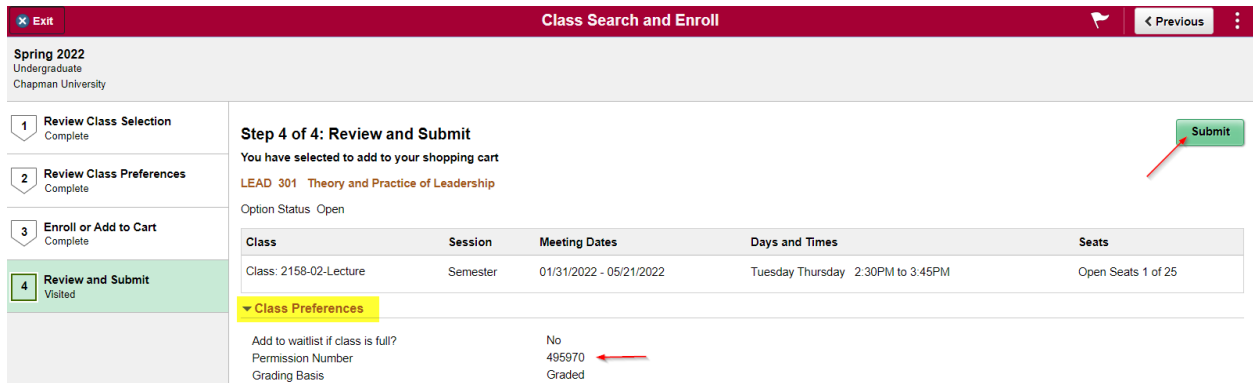 Exit
Class Search and Enroll
Previous
Spring 2022
Undergraduate
Chapman University
1 Review Class Selection
Complete
2 Review Class Preferences
Complete
3 Enroll or Add to Cart
Complete
4 Review and Submit
Visited
Step 4 of 4: Review and Submit
Submit
You have selected to add to your shopping cart
LEAD 301 Theory and Practice of Leadership
Option Status Open
Class Session Meeting Dates Days and Times Seats
Class: 2158-02-Lecture Semester 01/31/2022 - 05/21/2022 Tuesday Thursday 2:30PM to 3:45PM Open Seats 1 of 25
Class Preferences
Add to waitlist if class is full? No
Permission Number 495970
Grading Basis Graded